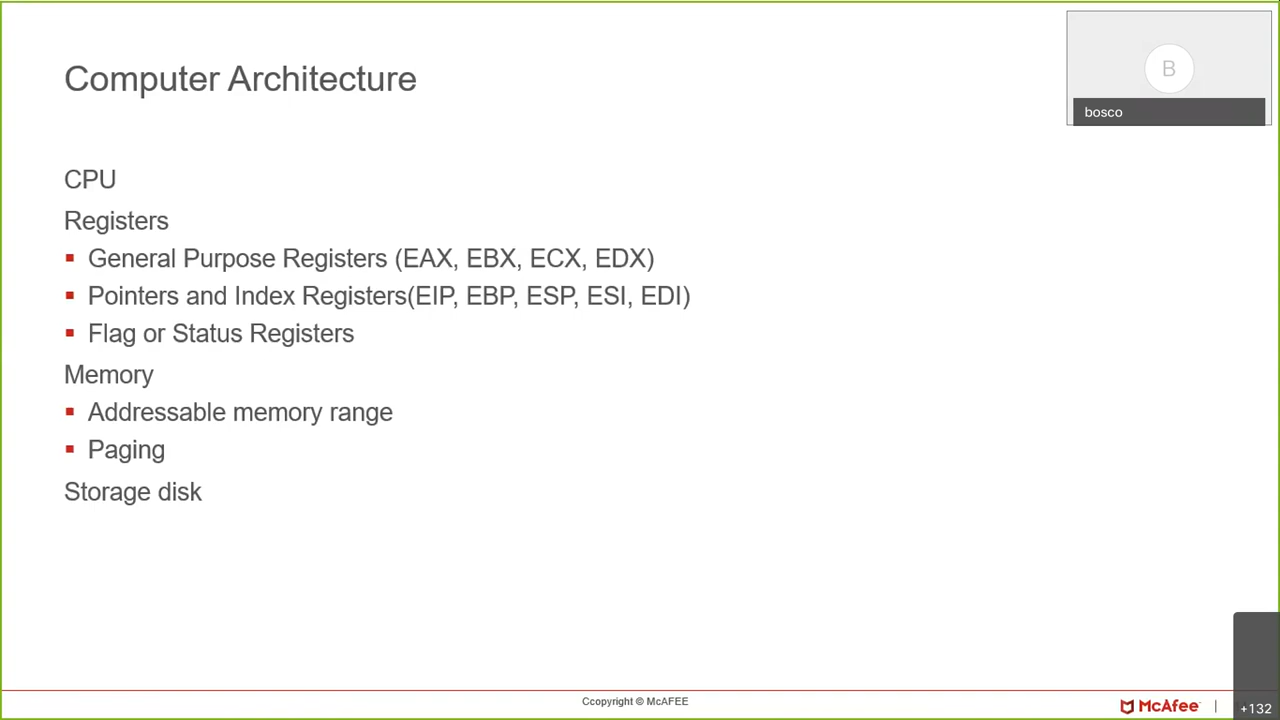 Computer Architecture
B
bosco
CPU
Registers
General Purpose Registers (EAX, EBX, ECX, EDX)
Pointers and Index Registers(EIP, EBP, ESP, ESI, EDI)
Flag or Status Registers
Memory
Addressable memory range
Paging
Storage disk
Ccopyright © McAFEE
McAfee |
+132